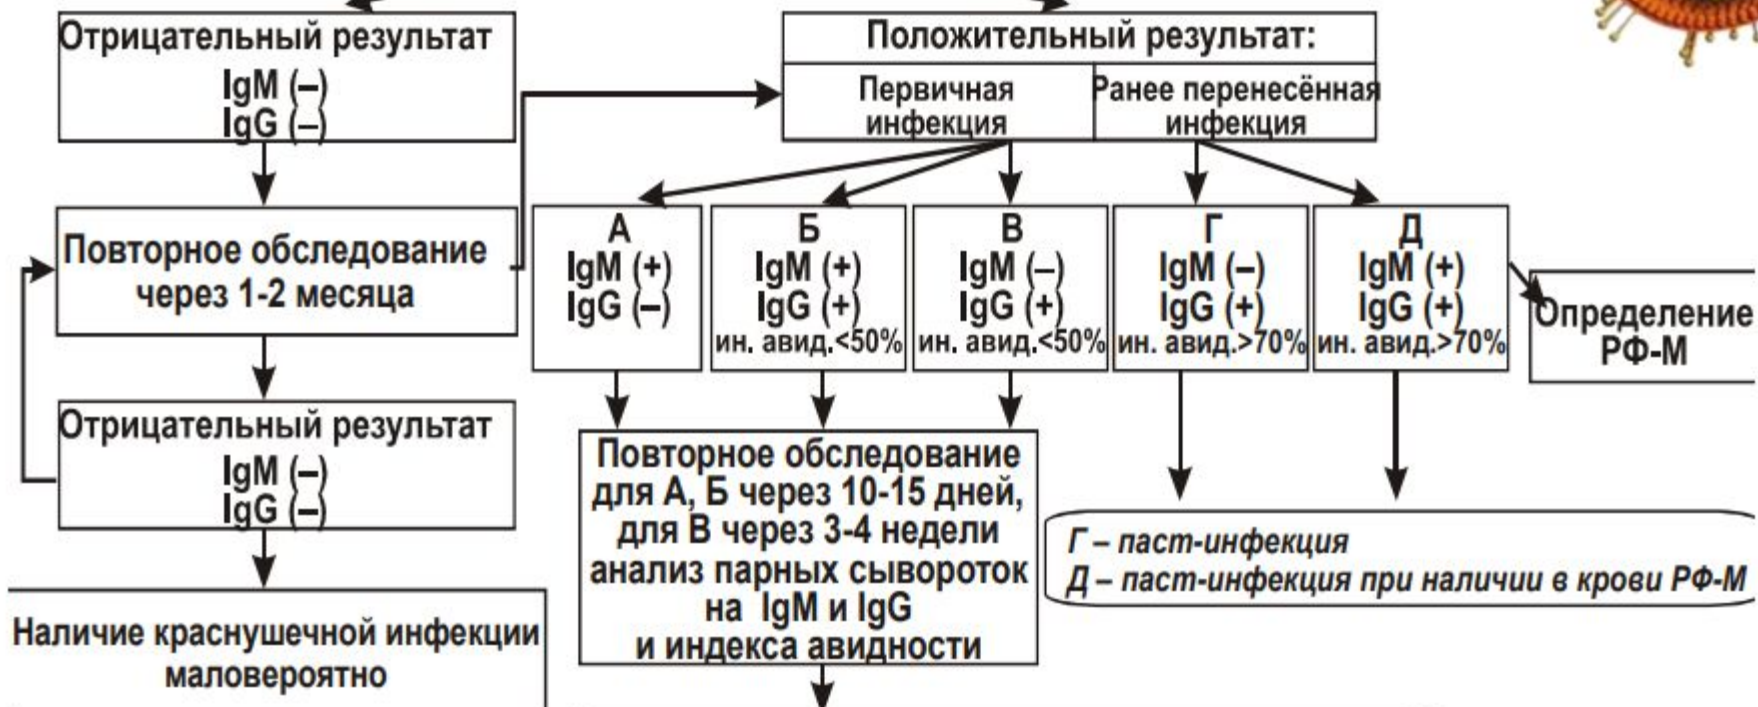 Отрицательный результат
IgM (–)
IgG (–)
Положительный результат:
Первичная
инфекция
Ранее перенесённая
инфекция
Повторное обследование
через 1-2 месяца
А
IgM (+)
IgG (–)
Б
IgM (+)
IgG (+)
ин. авид.<50%
В
IgM (–)
IgG (+)
ин. авид.<50%
Г
IgM (–)
IgG (+)
ин. авид.>70%
Д
IgM (+)
IgG (+)
ин. авид.>70%
Определение
РФ-М
Отрицательный результат
IgM (–)
IgG (–)
Повторное обследование
для А, Б через 10-15 дней,
для В через 3-4 недели
анализ парных сывороток
на IgM и IgG
и индекса авидности
Г – паст-инфекция
Д – паст-инфекция при наличии в крови РФ-М
Наличие краснушечной инфекции
маловероятно